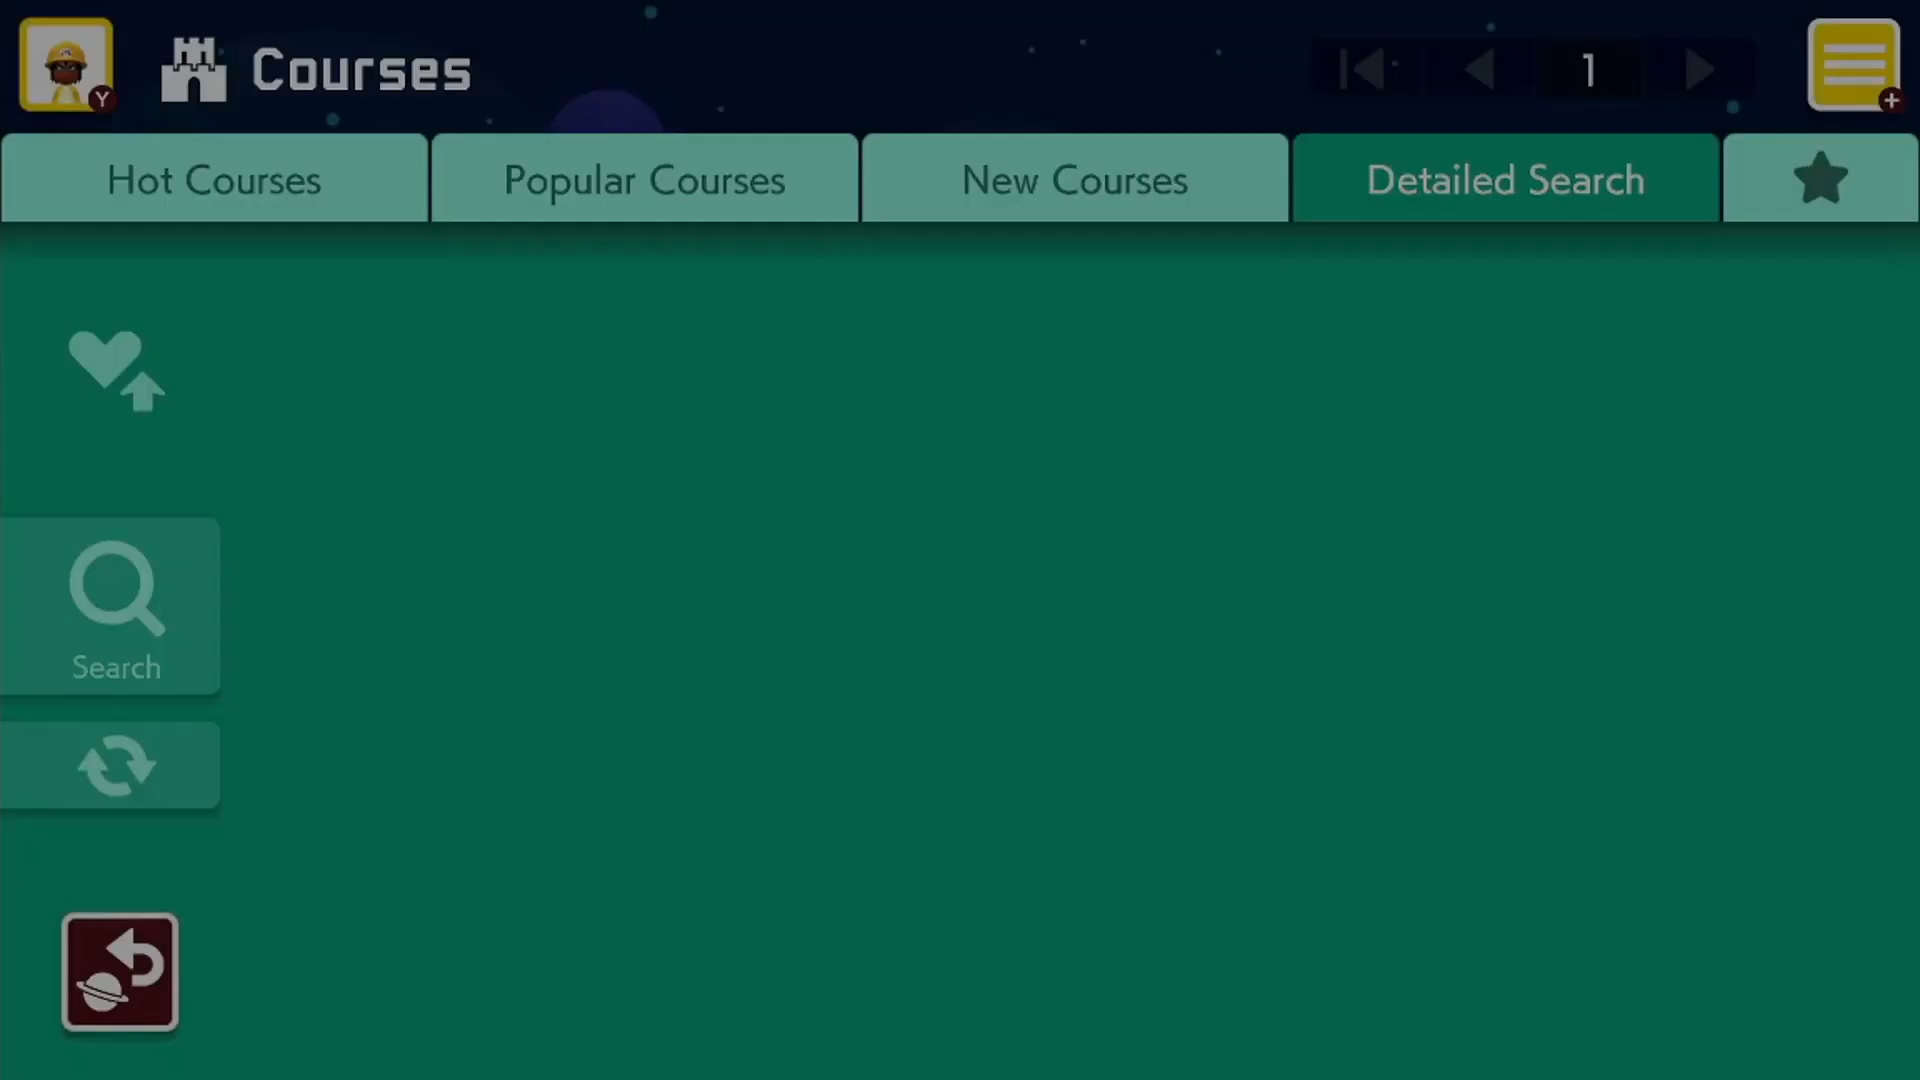 Courses
1
Y
+
Hot Courses
Popular Courses
New Courses
Detailed Search
Search